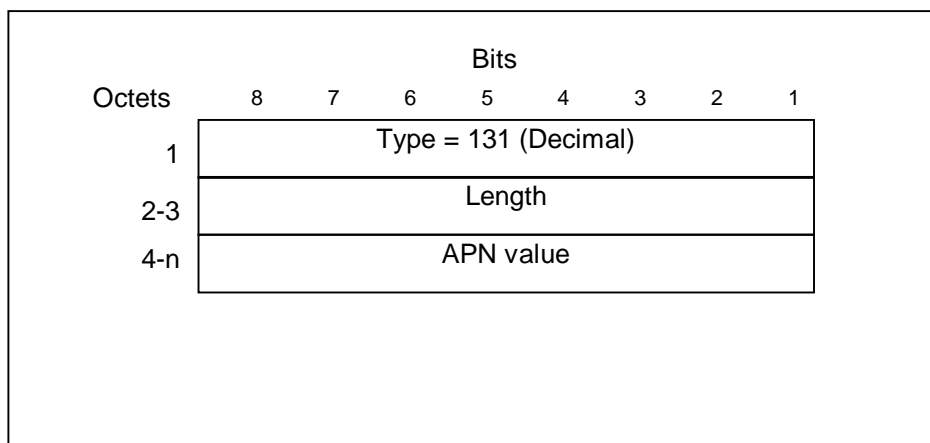 Bits
Octets 8 7 6 5 4 3 2 1
1 Type = 131 (Decimal)
2-3 Length
4-n APN value